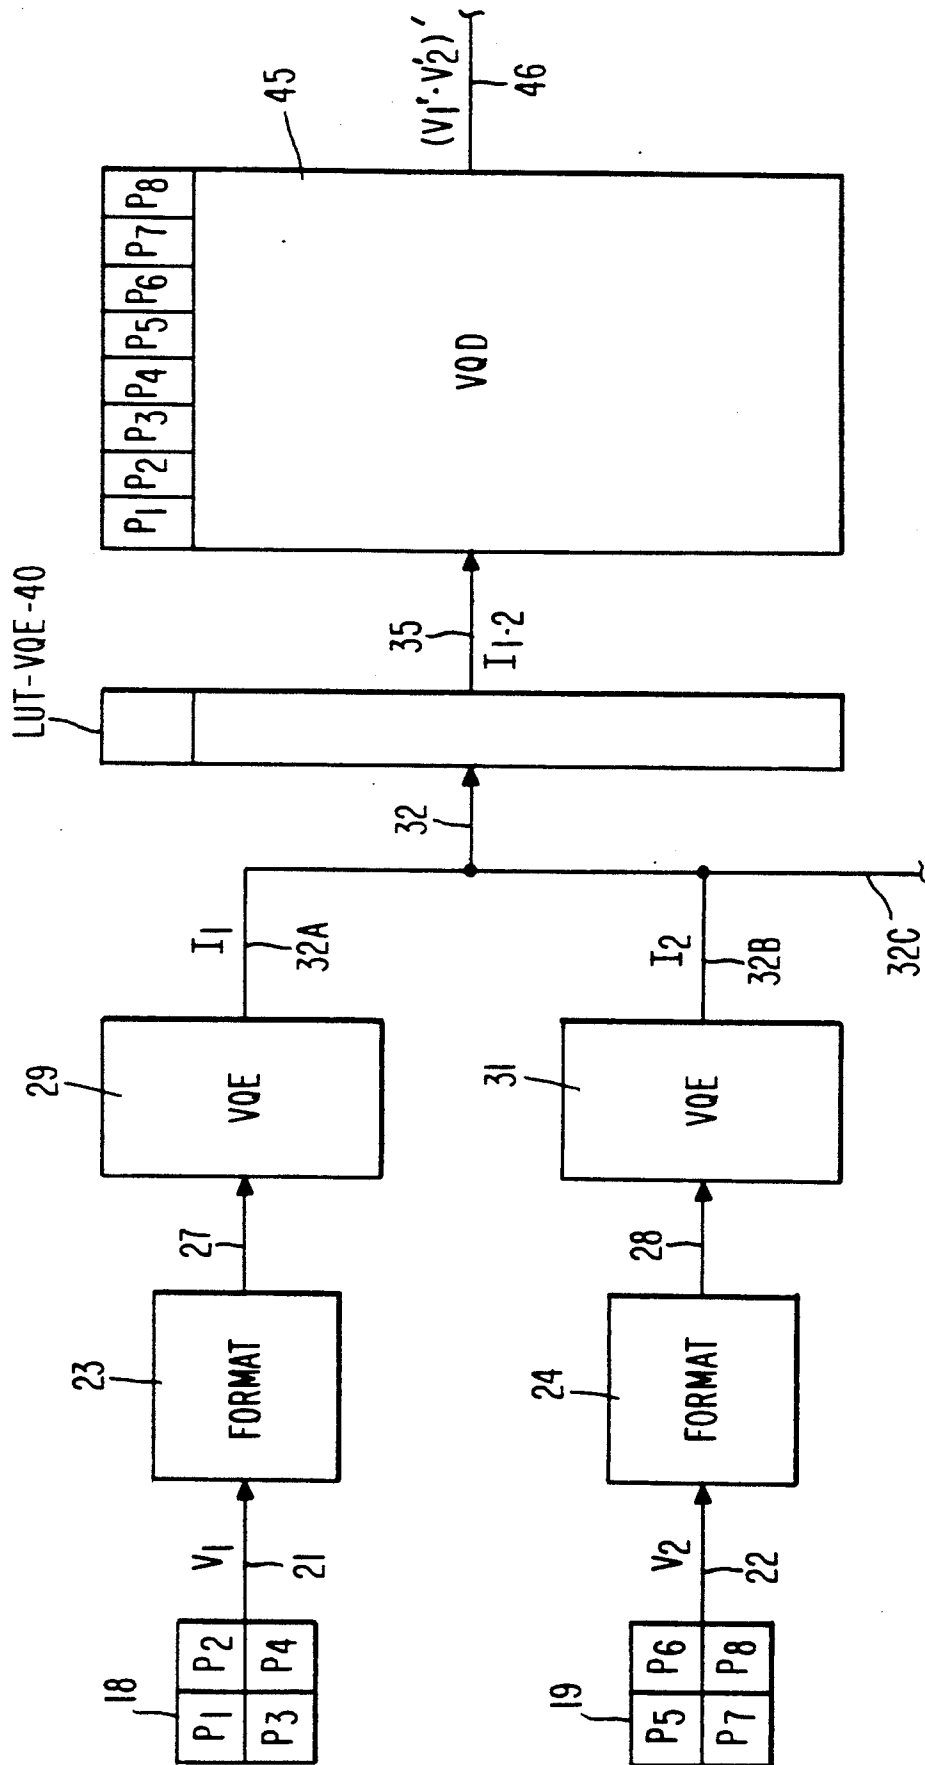 LUT-VQE-40
45
P1 P2 P3 P4 P5 P6 P7 P8
VQD
(V1'·V2')'
46
35
I1-2
32
18
P1 P2
P3 P4
V1
21
23
FORMAT
27
29
VQE
I1
32A
19
P5 P6
P7 P8
V2
22
24
FORMAT
28
31
VQE
I2
32B
32C